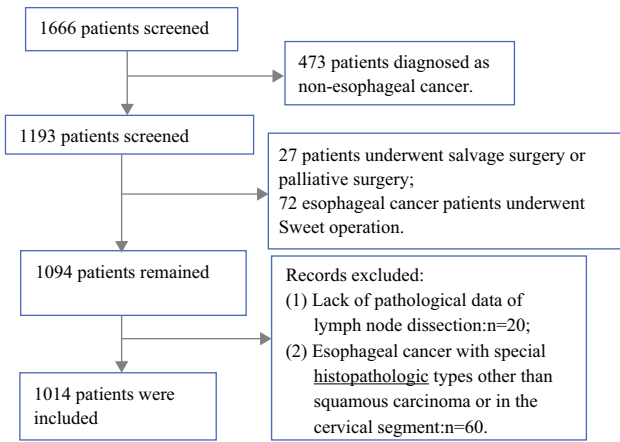 1666 patients screened
473 patients diagnosed as
non-esophageal cancer.
1193 patients screened
27 patients underwent salvage surgery or
palliative surgery;
72 esophageal cancer patients underwent
Sweet operation.
1094 patients remained
Records excluded:
(1) Lack of pathological data of
lymph node dissection:n=20;
(2) Esophageal cancer with special
histopathologic types other than
squamous carcinoma or in the
cervical segment:n=60.
1014 patients were
included